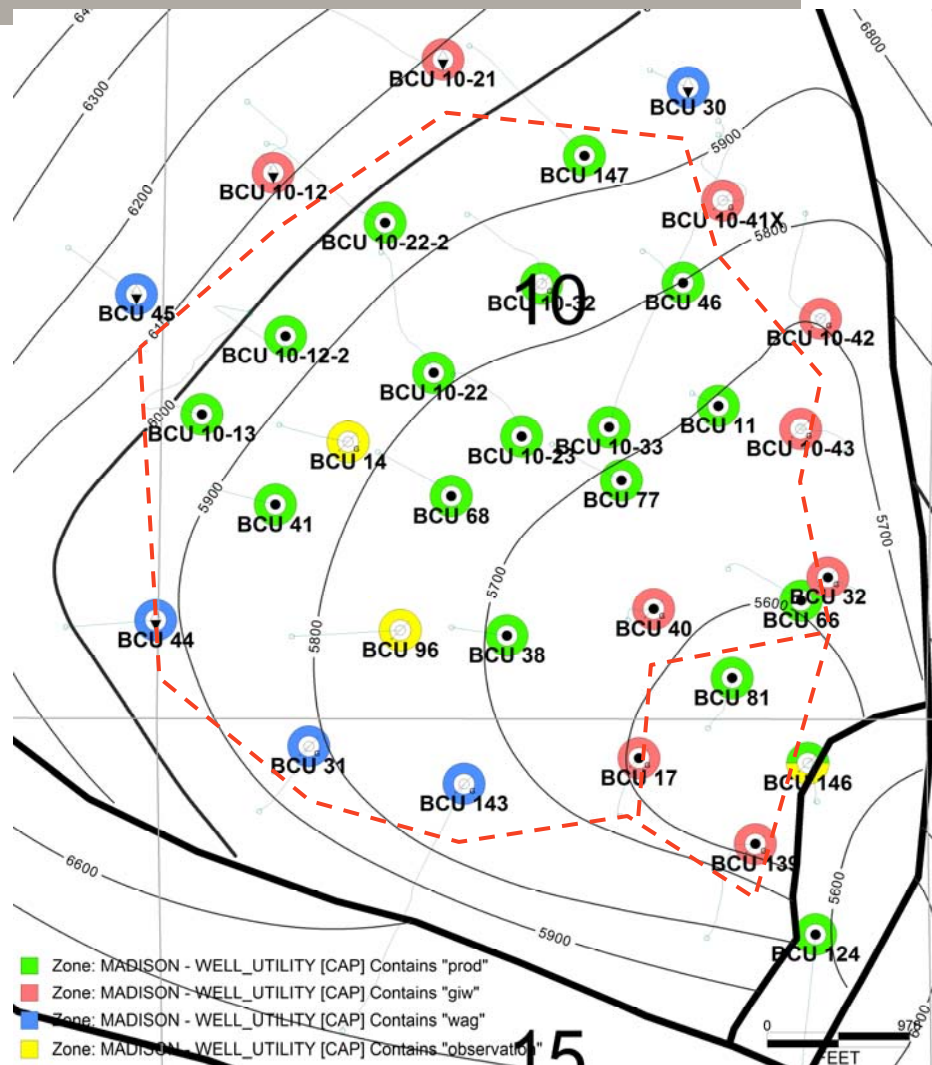 6300
6800
BCU 10-21
BCU 30
5900
BCU 147
BCU 10-12
6200
BCU 10-41X
5800
BCU 10-22-2
10
BCU 10-32
BCU 46
BCU 45
BCU 10-42
BCU 10-12-2
BCU 10-22
6000
BCU 10-13
BCU 11
BCU 10-33
BCU 10-23
BCU 10-43
BCU 14
5900
BCU 77
BCU 68
BCU 41
5700
5700
BCU 32
5600
BCU 66
BCU 40
BCU 44
5800
BCU 96
BCU 38
BCU 81
BCU 31
BCU 17
BCU 146
BCU 143
BCU 139
6600
5600
5900
BCU 124
Zone: MADISON - WELL_UTILITY [CAP] Contains "prod"
Zone: MADISON - WELL_UTILITY [CAP] Contains "giw"
Zone: MADISON - WELL_UTILITY [CAP] Contains "wag"
Zone: MADISON - WELL_UTILITY [CAP] Contains "observation"
15
0
FEET